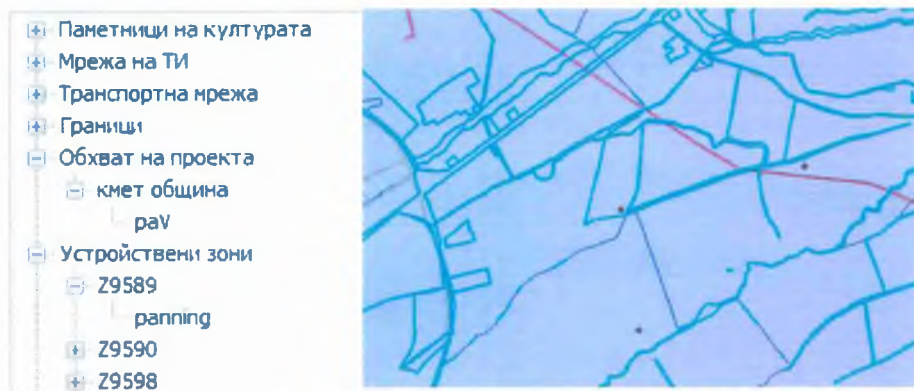 Паметници на културата
Мрежа на ТИ
Транспортна мрежа
Граници
Обхват на проекта
кмет община
paV
Устройствени зони
Z9589
panning
Z9590
Z9598